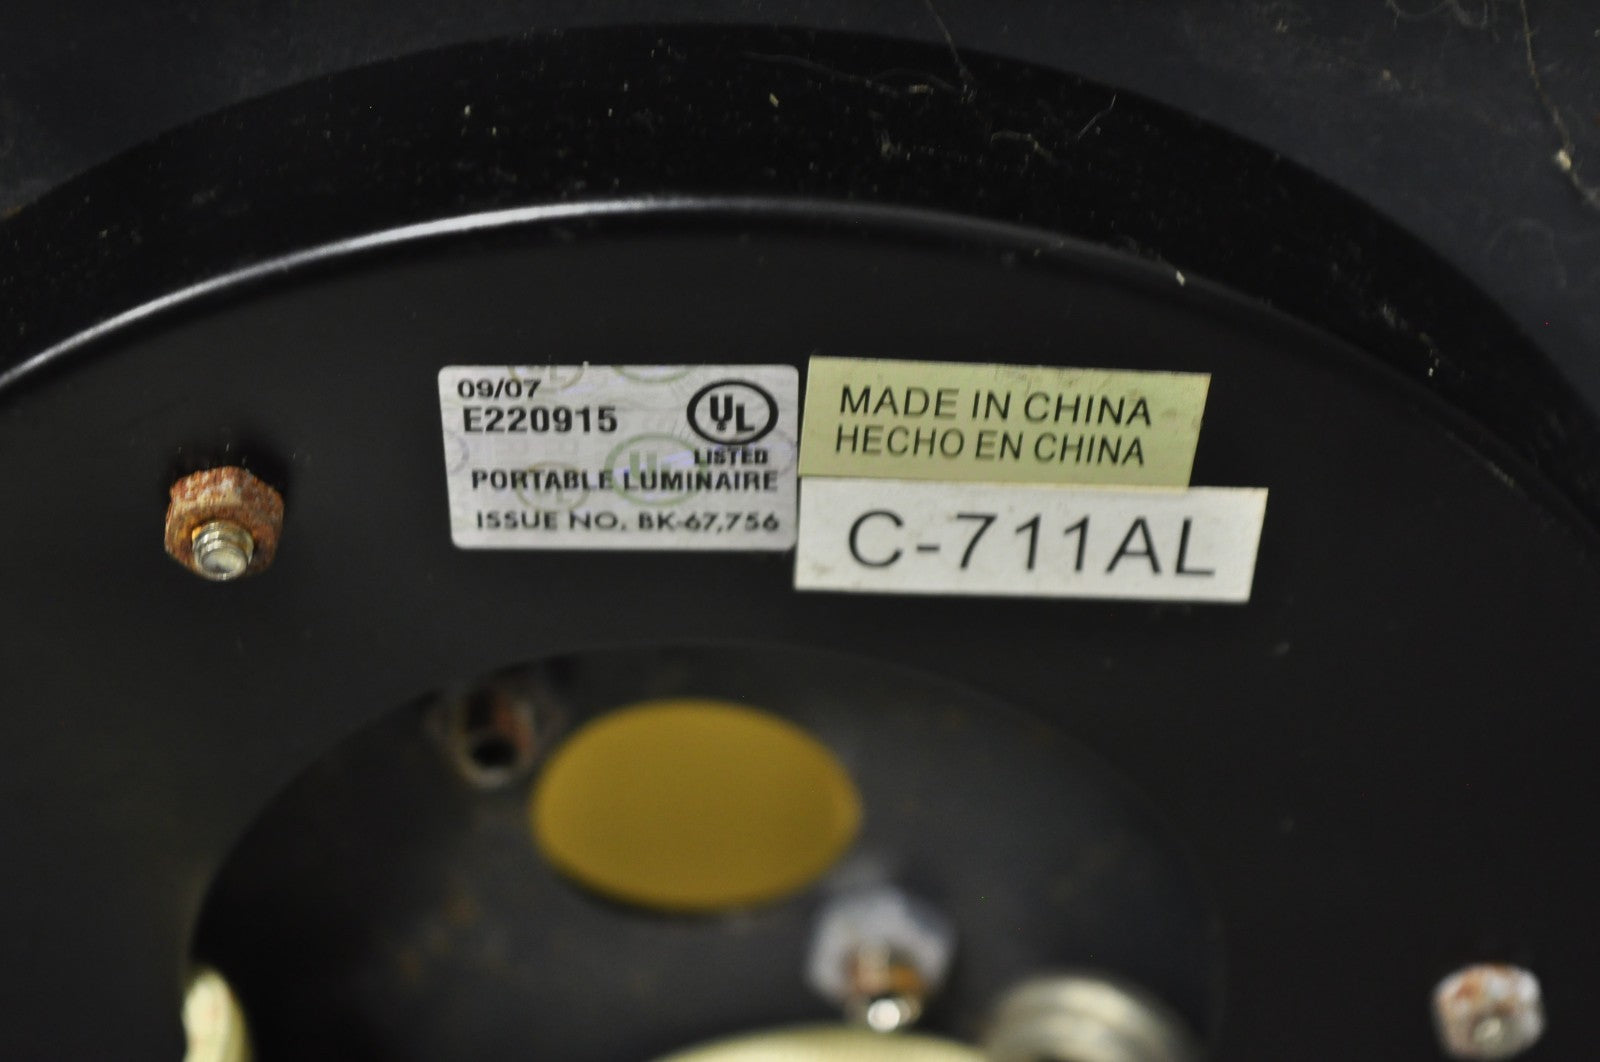 09/07
E220915
UL
LISTED
PORTABLE LUMINAIRE
ISSUE NO. BK-67,756
MADE IN CHINA
HECHO EN CHINA
C-711AL